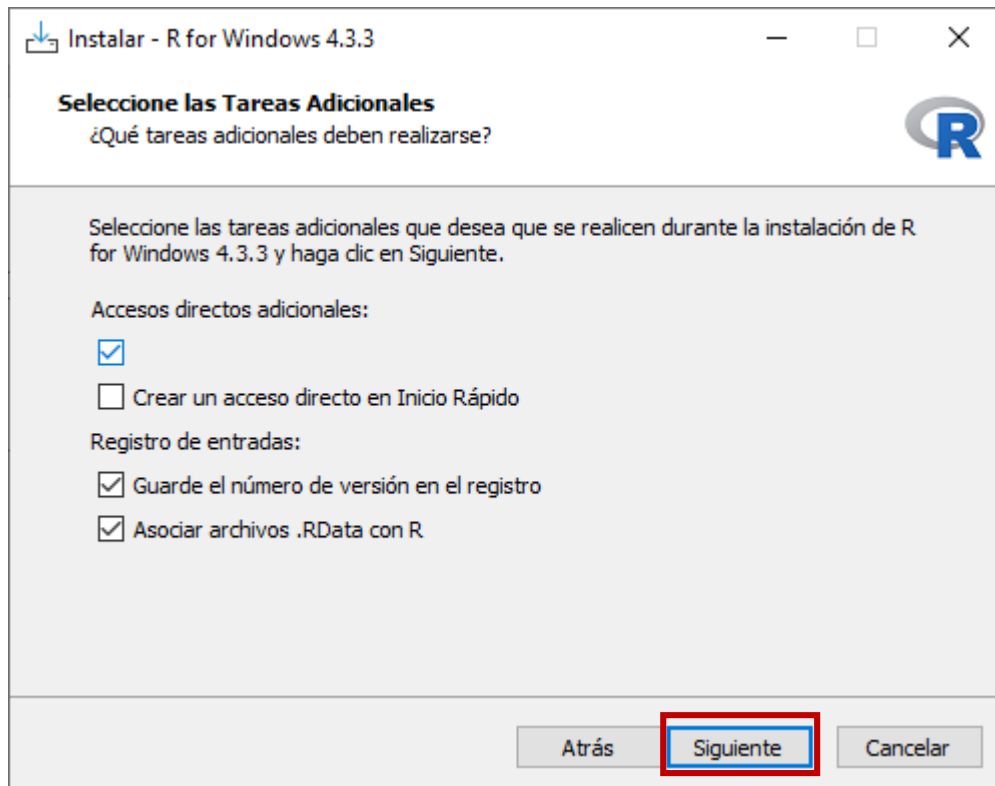 Instalar - R for Windows 4.3.3
Seleccione las Tareas Adicionales
¿Qué tareas adicionales deben realizarse?
R
Seleccione las tareas adicionales que desea que se realicen durante la instalación de R
for Windows 4.3.3 y haga clic en Siguiente.
Accesos directos adicionales:
Crear un acceso directo en Inicio Rápido
Registro de entradas:
Guarde el número de versión en el registro
Asociar archivos .RData con R
Atrás Siguiente Cancelar